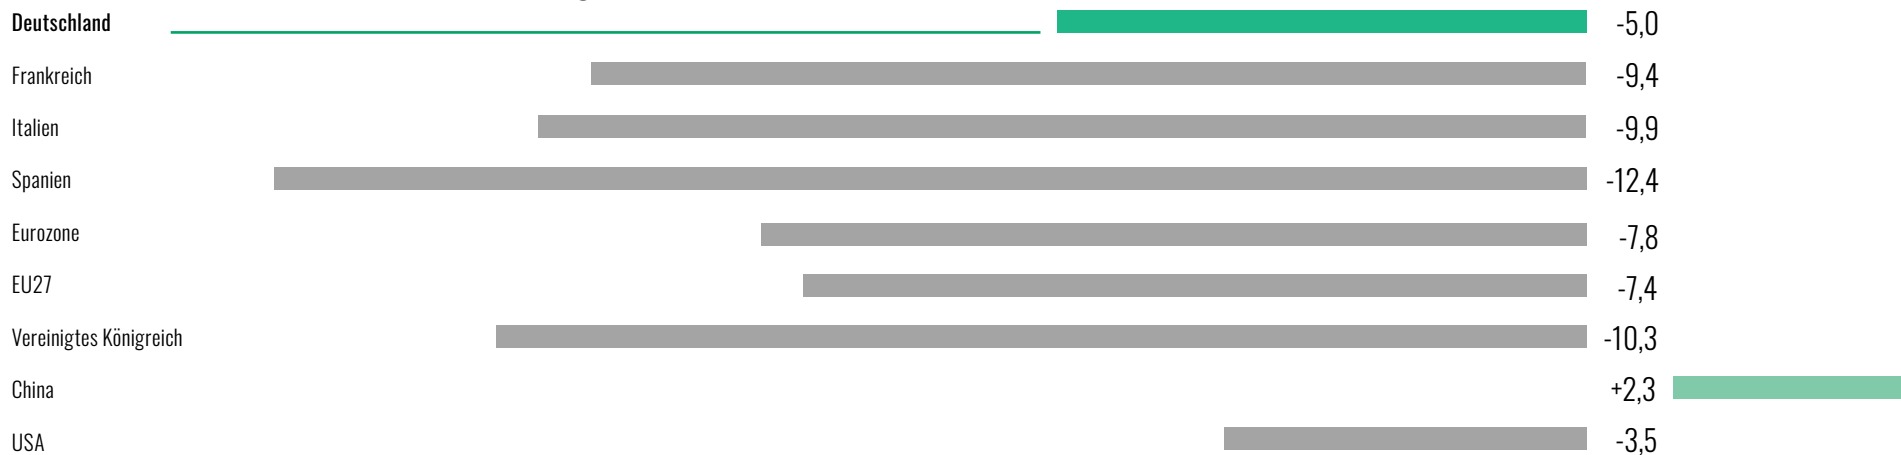 Deutschland -5,0
Frankreich -9,4
Italien -9,9
Spanien -12,4
Eurozone -7,8
EU27 -7,4
Vereinigtes Königreich -10,3
China +2,3
USA -3,5